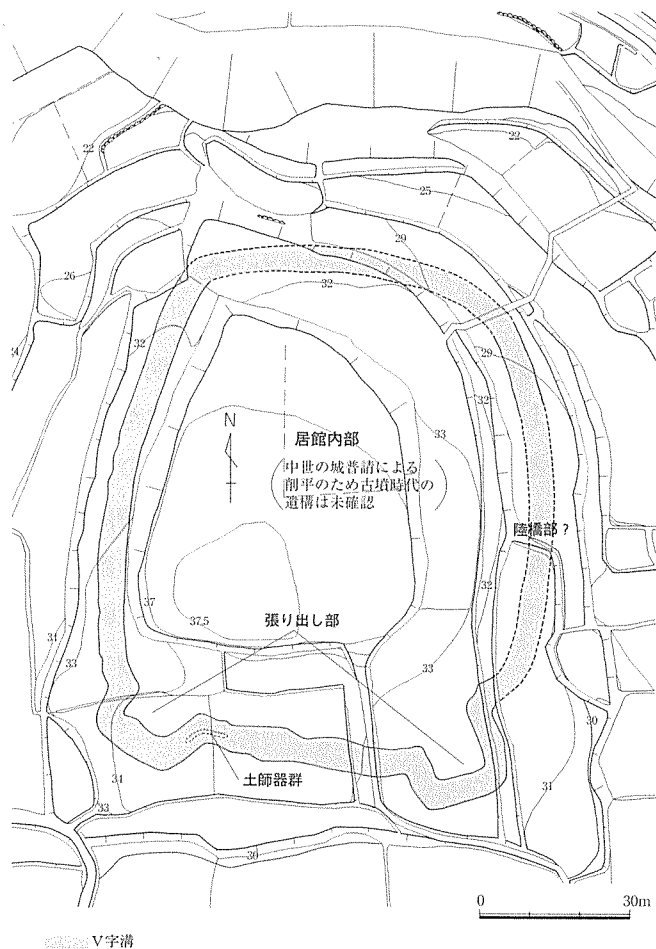 22
22
25
29
26
32
34
32
29
32
N
33
居館内部
(中世の城普請による
削平のため古墳時代の
遺構は未確認)
陸橋部？
32
37
37.5
張り出し部
31
33
33
30
土師器群
31
31
33
30
0 30m
V字溝